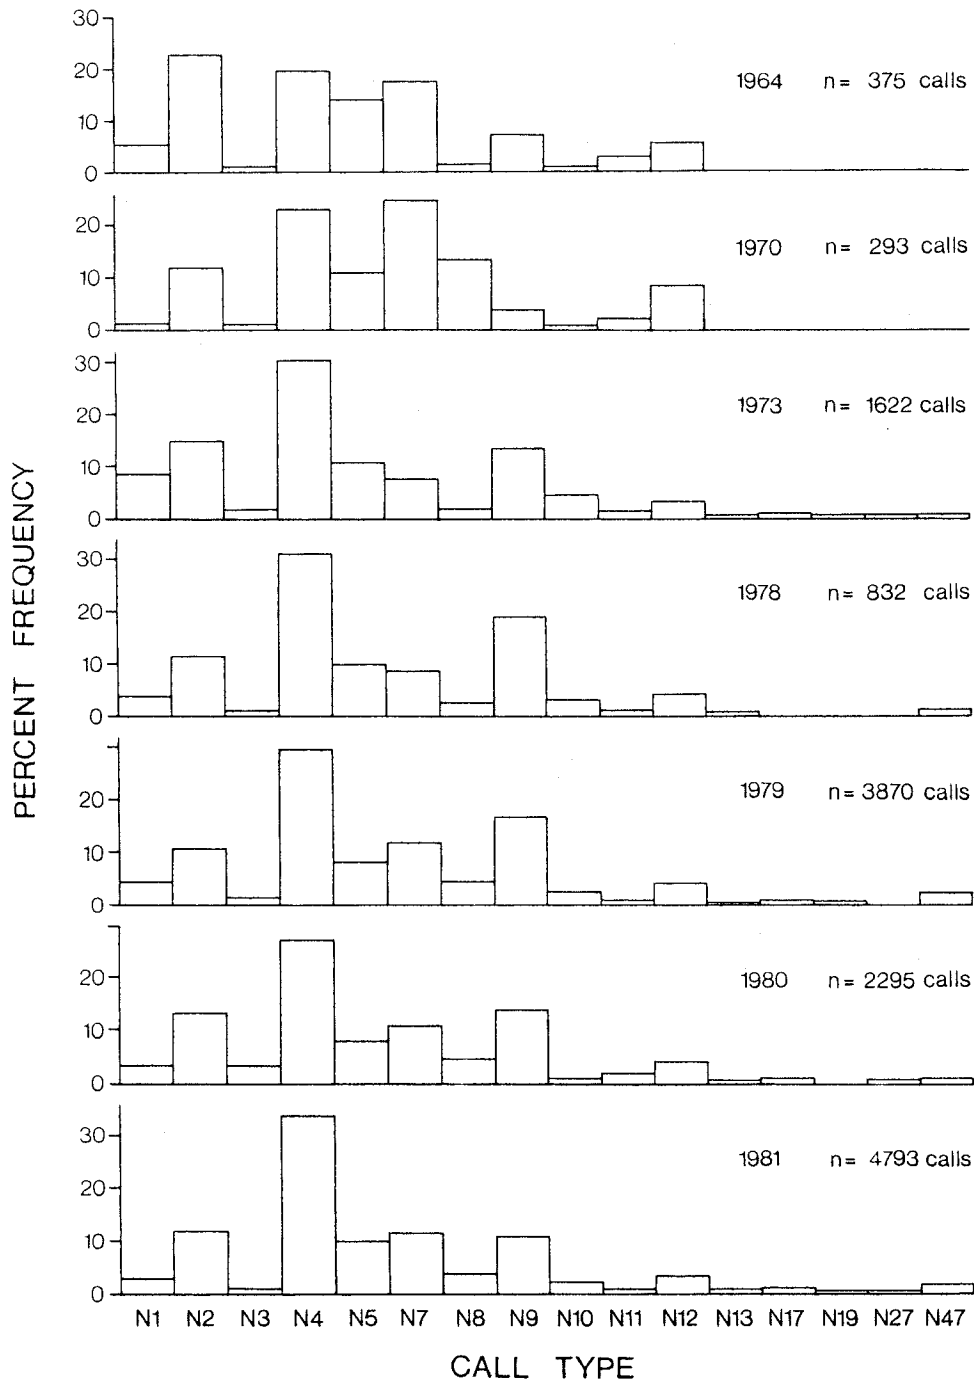 PERCENT FREQUENCY
30
20
10
0
1964 n= 375 calls
20
10
0
1970 n= 293 calls
30
20
10
0
1973 n= 1622 calls
30
20
10
0
1978 n= 832 calls
20
10
0
1979 n= 3870 calls
20
10
0
1980 n= 2295 calls
30
20
10
0
1981 n= 4793 calls
N1 N2 N3 N4 N5 N7 N8 N9 N10 N11 N12 N13 N17 N19 N27 N47
CALL TYPE